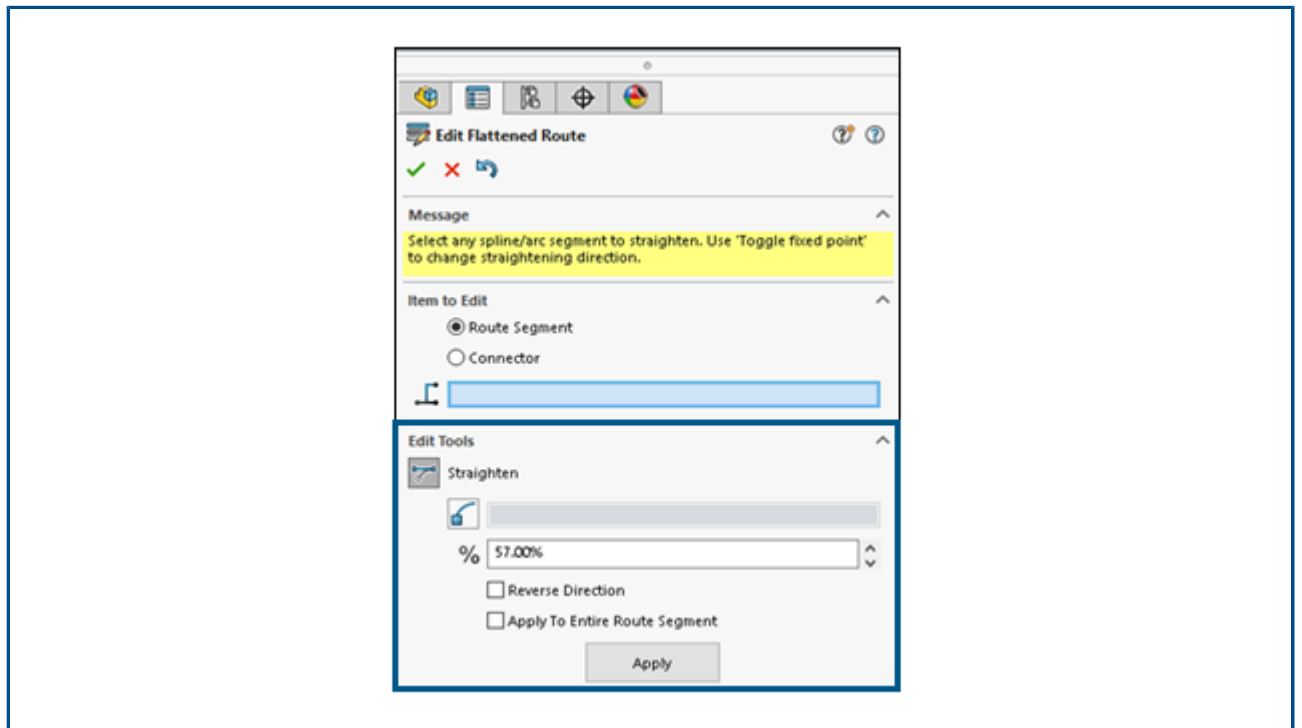 Edit Flattened Route
Message
Select any spline/arc segment to straighten. Use 'Toggle fixed point'
to change straightening direction.
Item to Edit
Route Segment
Connector
Edit Tools
Straighten
% 57.00%
Reverse Direction
Apply To Entire Route Segment
Apply